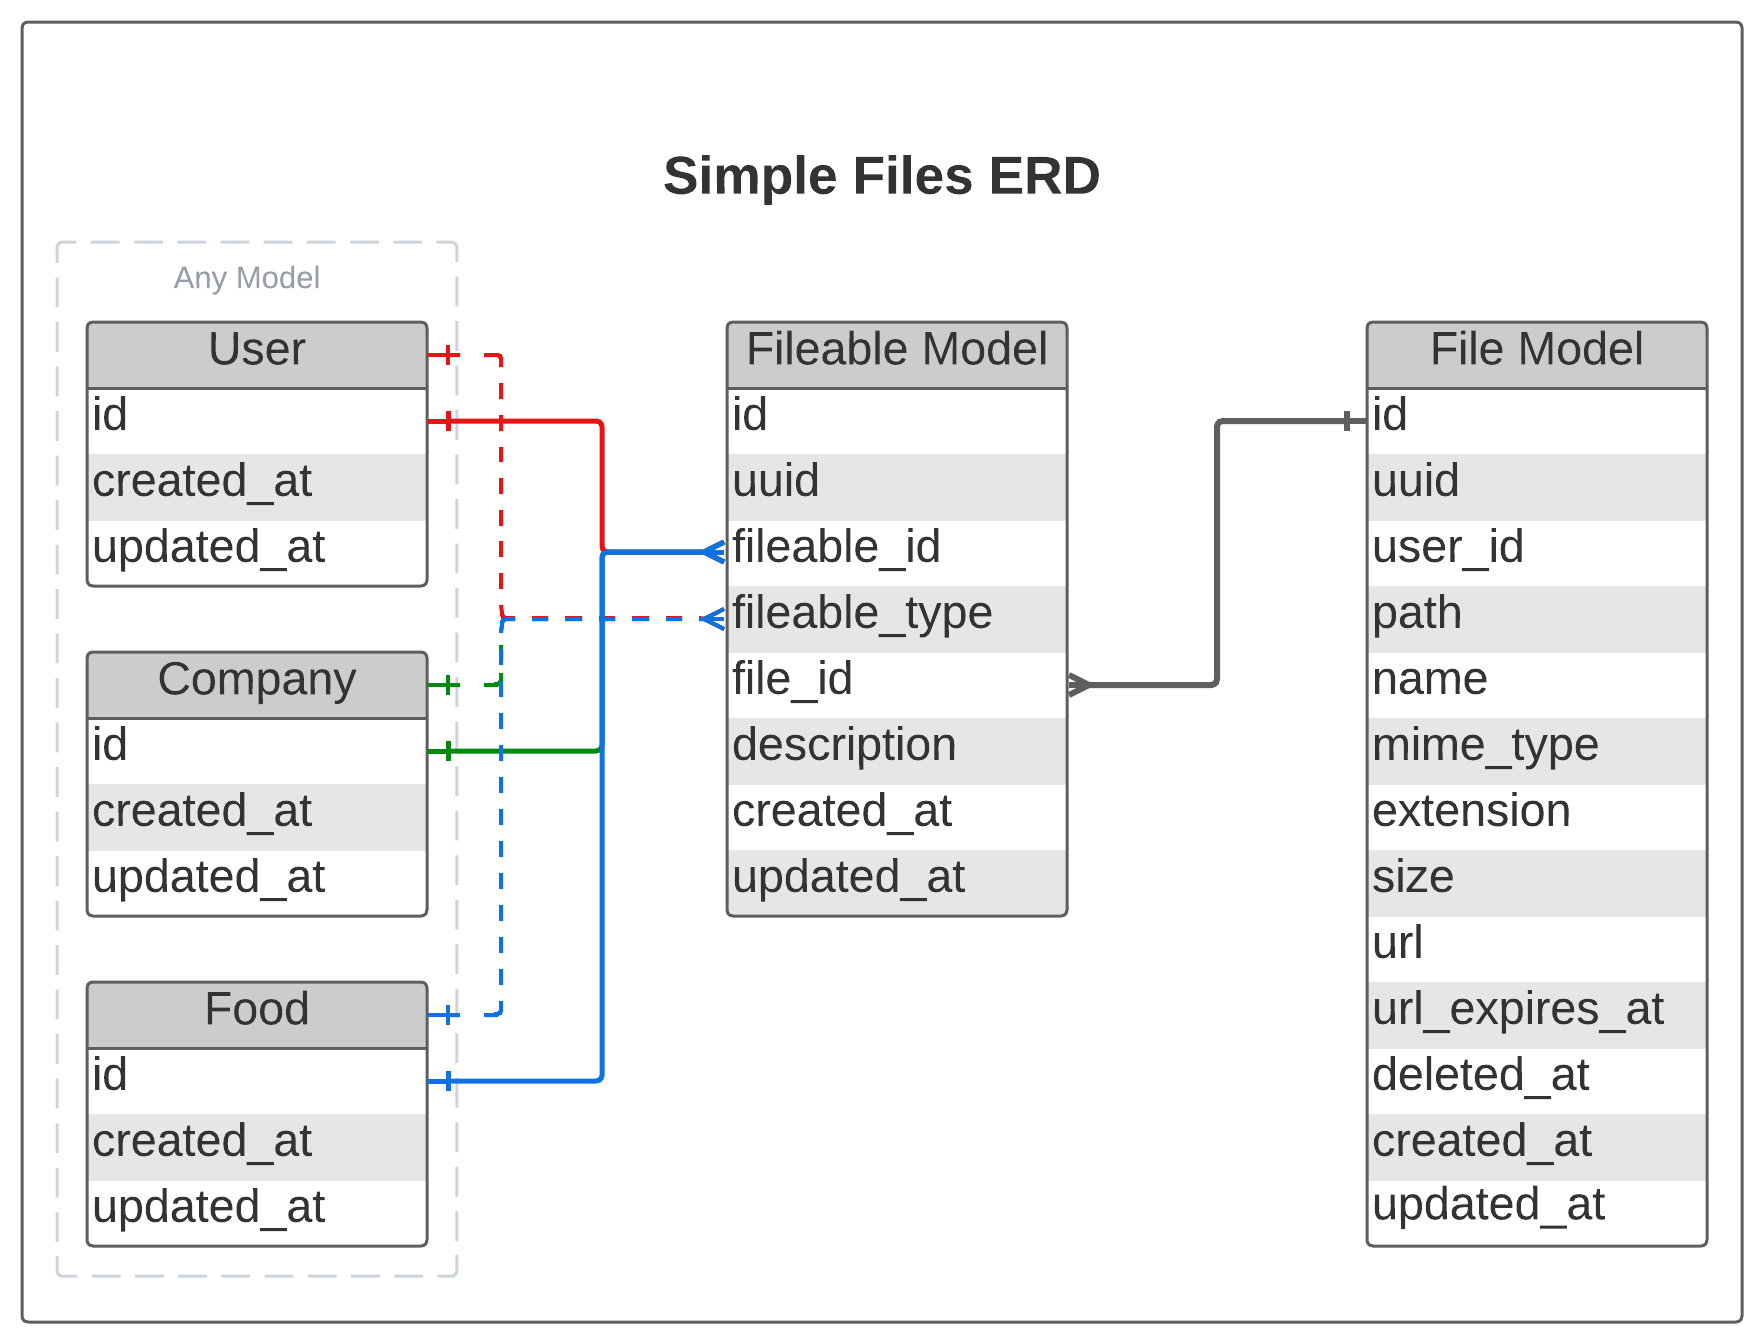 Simple Files ERD
Any Model
User
id
created_at
updated_at
Company
id
created_at
updated_at
Food
id
created_at
updated_at
Fileable Model
id
uuid
fileable_id
fileable_type
file_id
description
created_at
updated_at
File Model
id
uuid
user_id
path
name
mime_type
extension
size
url
url_expires_at
deleted_at
created_at
updated_at